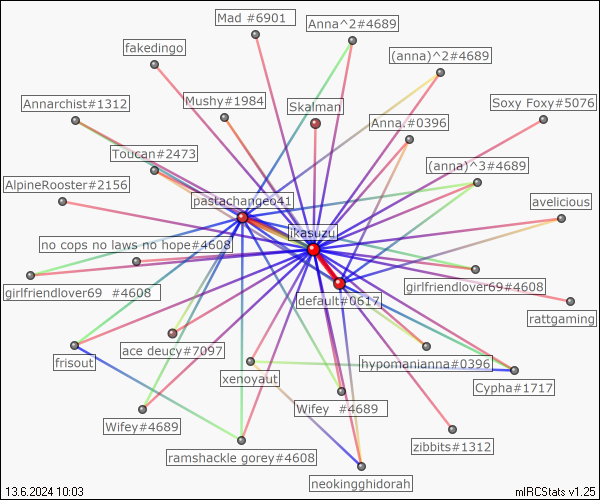 Mad #6901
Anna^2#4689
fakedingo
(anna)^2#4689
Annarchist#1312
Mushy#1984
Skalman
Soxy Foxy#5076
Anna.#0396
Toucan#2473
(anna)^3#4689
AlpineRooster#2156
pastachangeo41
avelicious
ikasuzu
no cops no laws no hope#4608
girlfriendlover69 #4608
girlfriendlover69#4689
default#0617
rattgaming
frisout
ace deucy#7097
hypomanianna#0396
xenoyaut
Cypha#1717
Wifey #4689
Wifey#4689
zibbits#1312
ramshackle gorey#4608
neokingghidorah
13.6.2024 10:03
mIRCStats v1.25